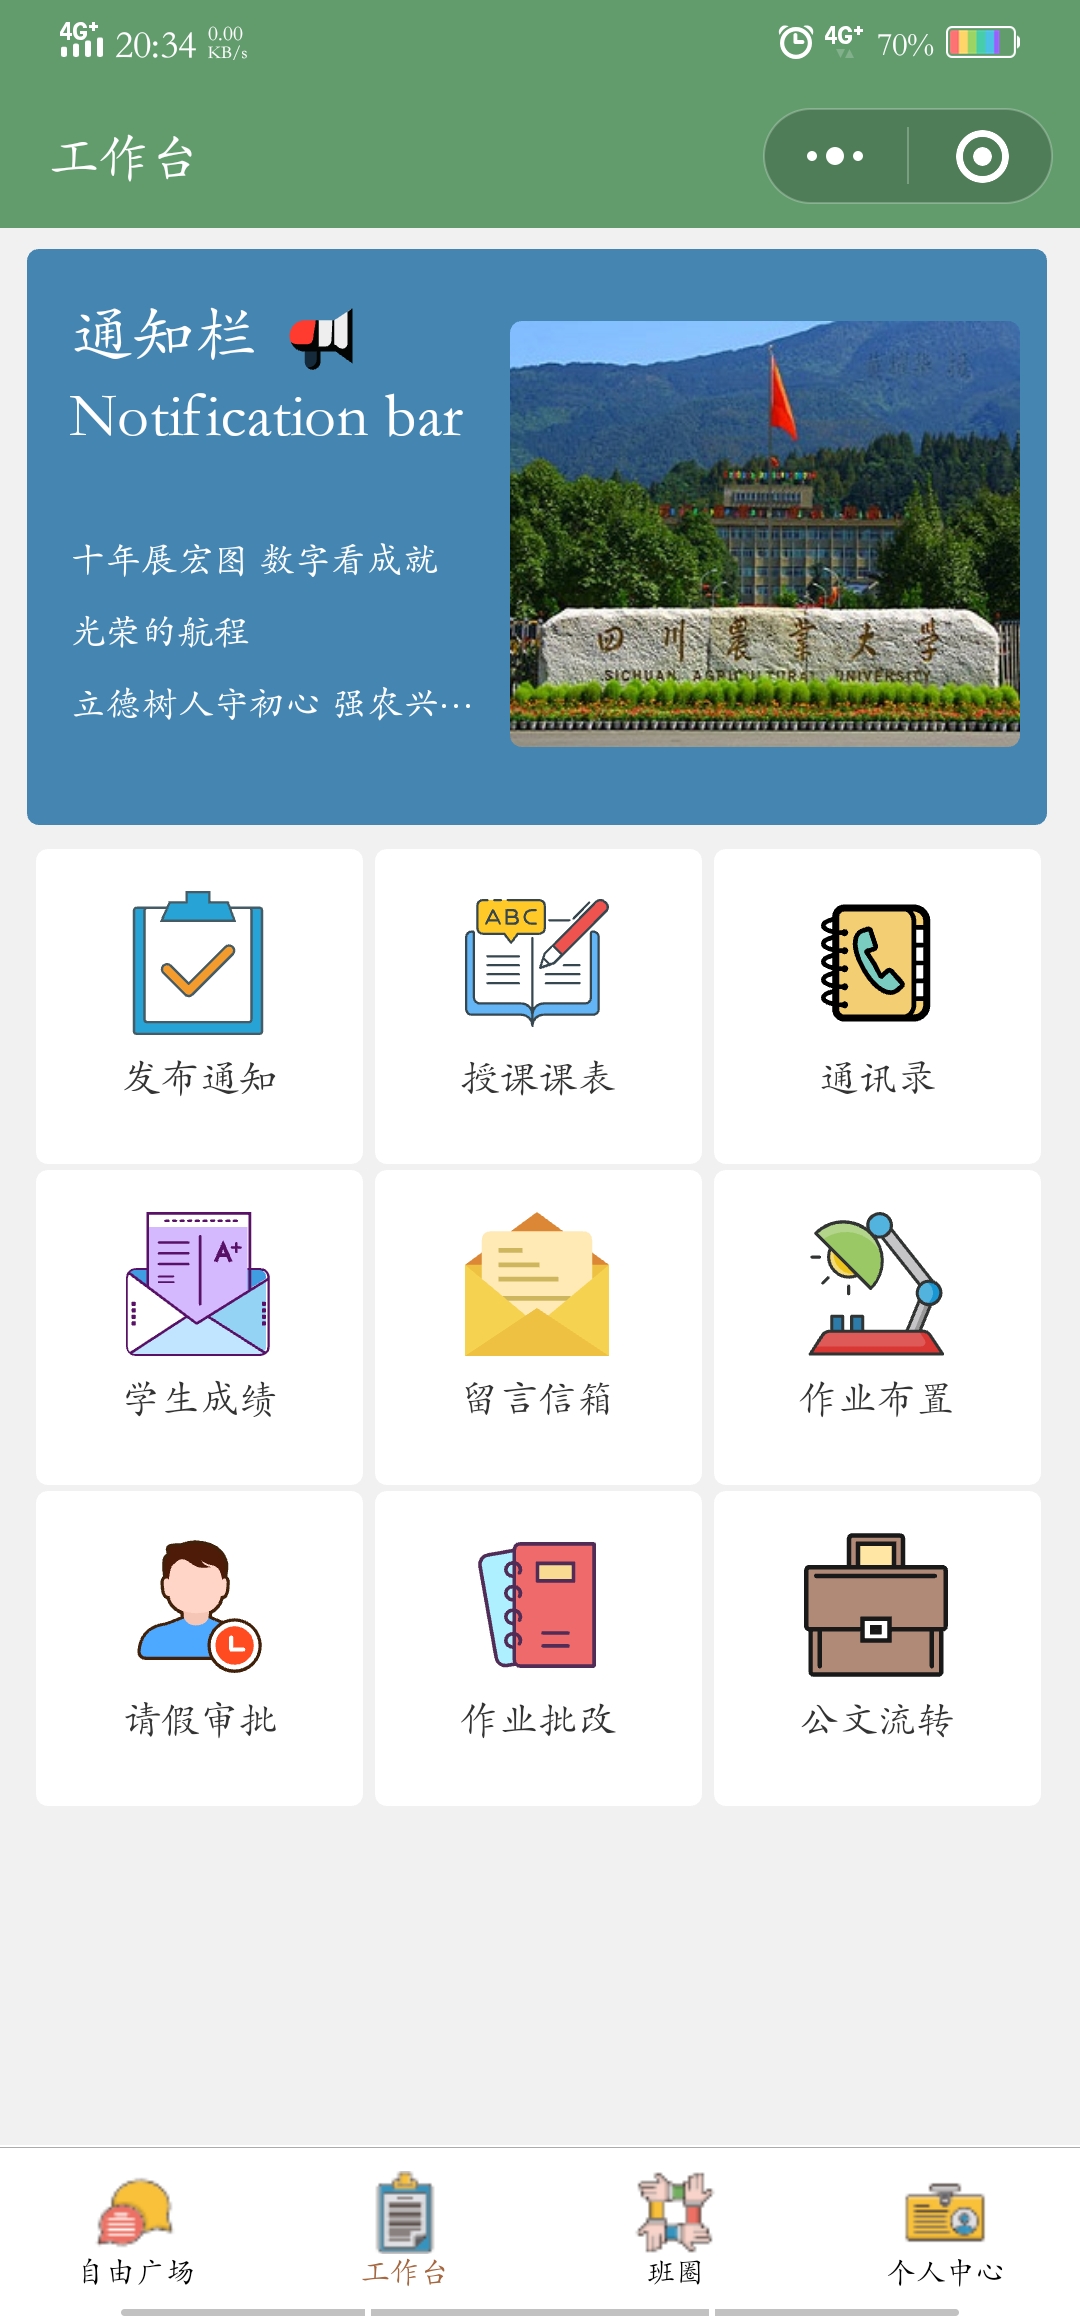 4G+ 20:34 0.00 KB/s 4G+ 70%
工作台
通知栏
Notification bar
十年展宏图 数字看成就
光荣的航程
立德树人守初心 强农兴…
四川農業大学
SICHUAN AGRICULTURAL UNIVERSITY
ABC
发布通知 授课课表 通讯录
A+
学生成绩 留言信箱 作业布置
请假审批 作业批改 公文流转
自由广场 工作台 班圈 个人中心